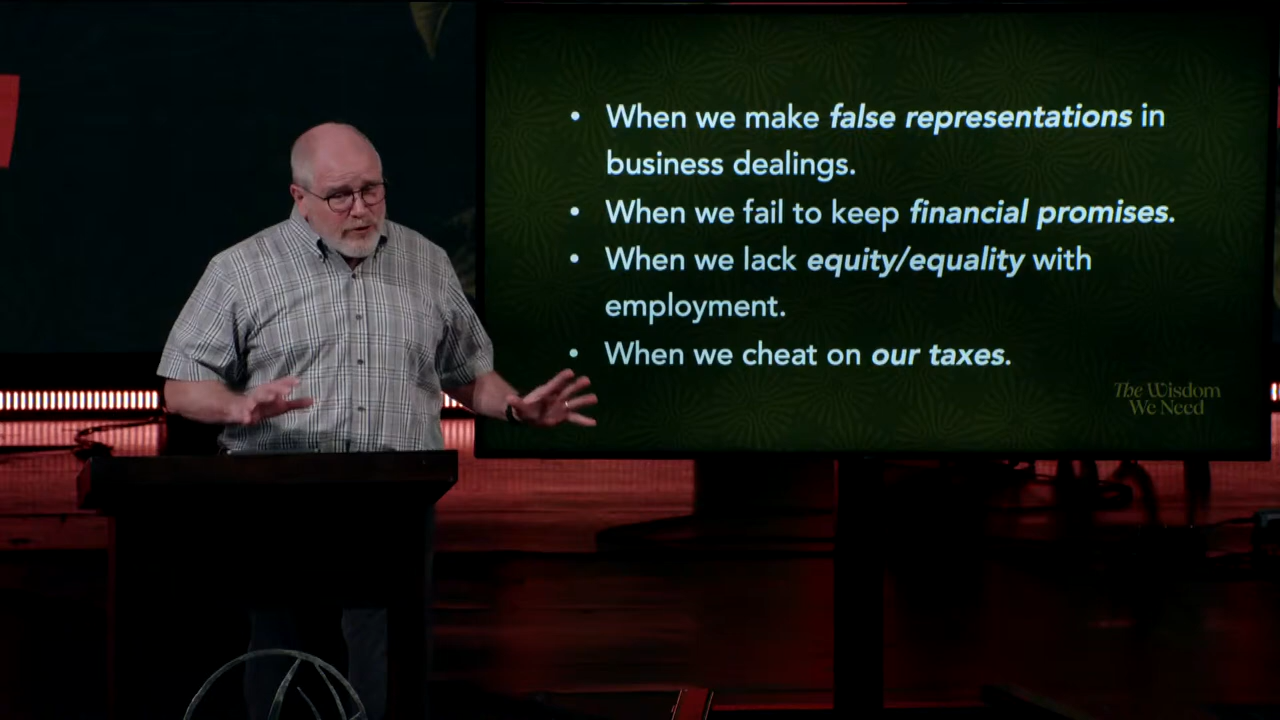 • When we make false representations in
business dealings.
• When we fail to keep financial promises.
• When we lack equity/equality with
employment.
• When we cheat on our taxes.
The Wisdom
We Need